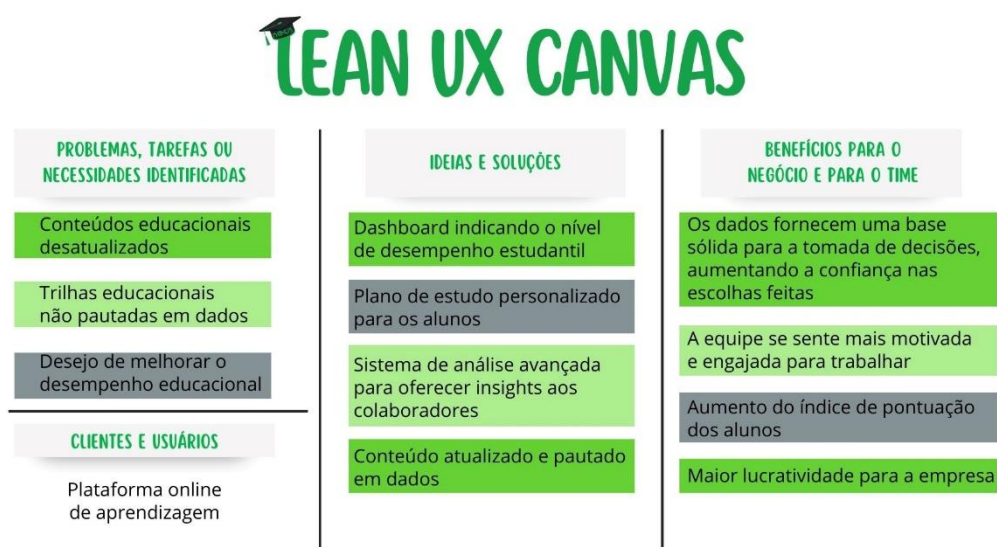 LEAN UX CANVAS
PROBLEMAS, TAREFAS OU
NECESSIDADES IDENTIFICADAS
Conteúdos educacionais
desatualizados
Trilhas educacionais
não pautadas em dados
Desejo de melhorar o
desempenho educacional
CLIENTES E USUÁRIOS
Plataforma online
de aprendizagem
IDEIAS E SOLUÇÕES
Dashboard indicando o nível
de desempenho estudantil
Plano de estudo personalizado
para os alunos
Sistema de análise avançada
para oferecer insights aos
colaboradores
Conteúdo atualizado e pautado
em dados
BENEFÍCIOS PARA O
NEGÓCIO E PARA O TIME
Os dados fornecem uma base
sólida para a tomada de decisões,
aumentando a confiança nas
escolhas feitas
A equipe se sente mais motivada
e engajada para trabalhar
Aumento do índice de pontuação
dos alunos
Maior lucratividade para a empresa